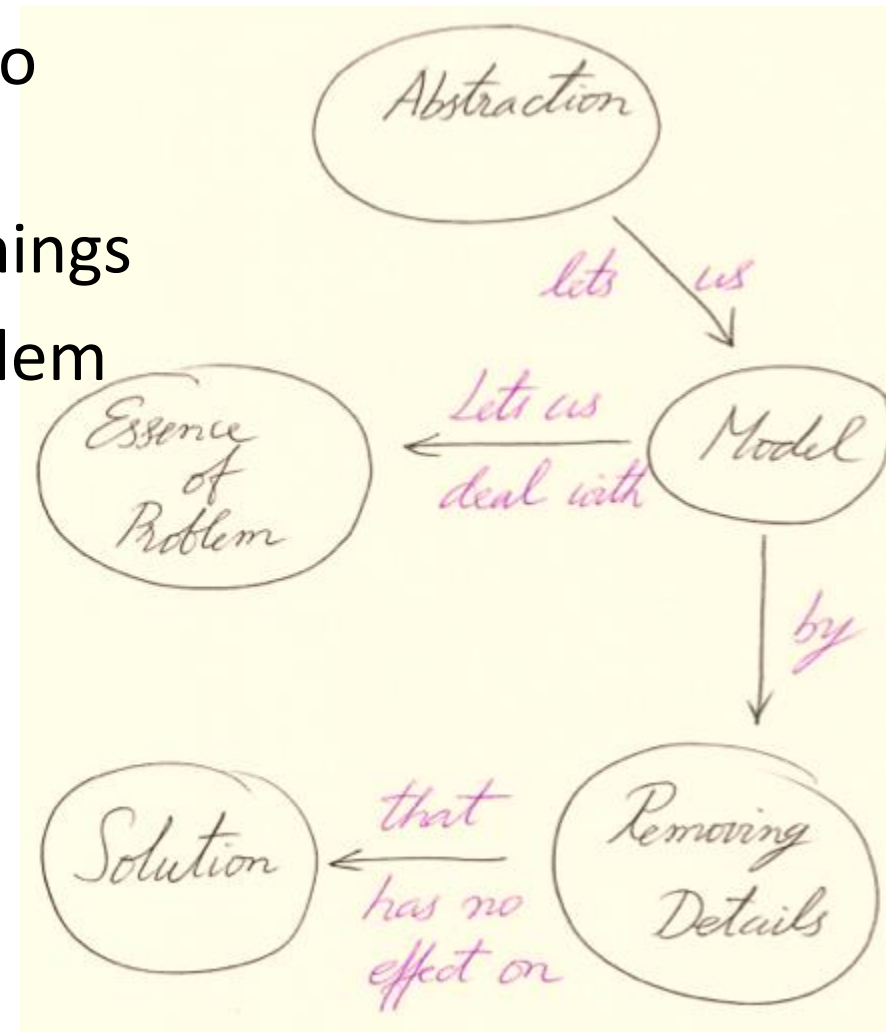 o
Abstraction
hings
lets us
lem
Lets us
Essence
of
Problem
Model
deal with
by
that
Removing
Solution
Details
has no
effect on